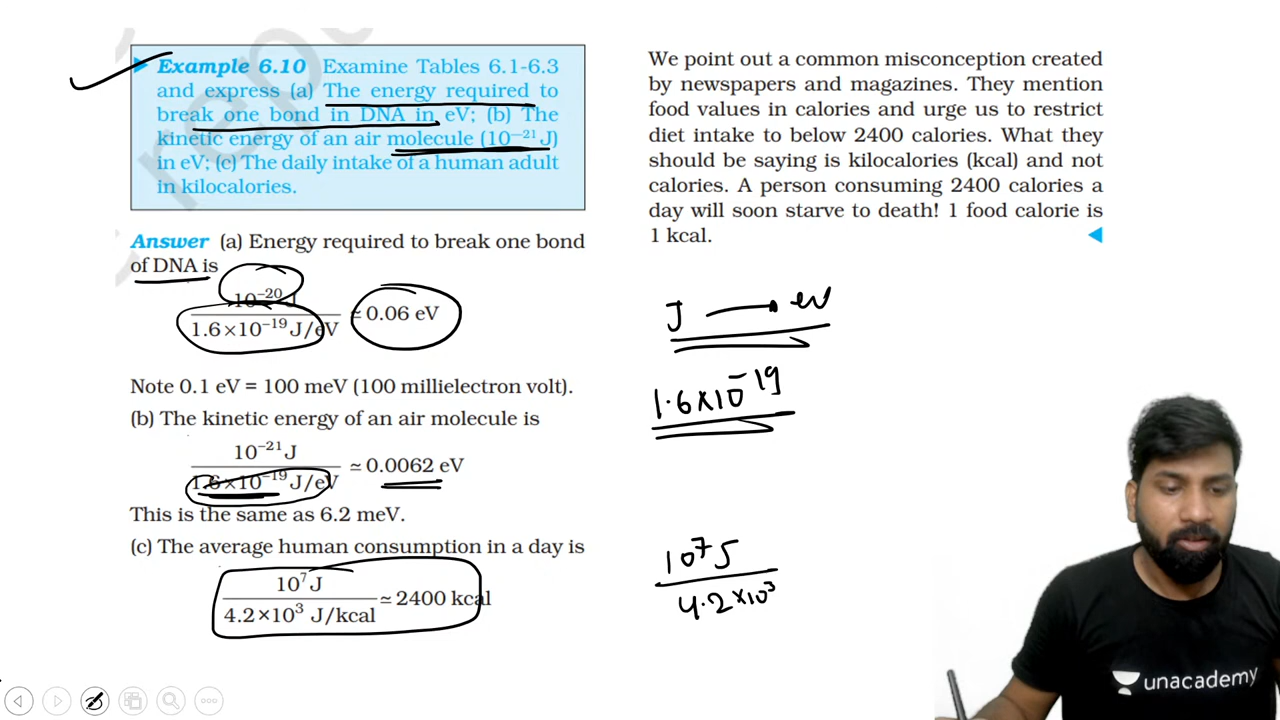 Example 6.10 Examine Tables 6.1-6.3
and express (a) The energy required to
break one bond in DNA in eV; (b) The
kinetic energy of an air molecule (10⁻²¹ J)
in eV; (c) The daily intake of a human adult
in kilocalories.
Answer (a) Energy required to break one bond
of DNA is
10⁻²⁰ J
1.6×10⁻¹⁹ J/eV
≃ 0.06 eV
Note 0.1 eV = 100 meV (100 millielectron volt).
(b) The kinetic energy of an air molecule is
10⁻²¹ J
1.6×10⁻¹⁹ J/eV
≃ 0.0062 eV
This is the same as 6.2 meV.
(c) The average human consumption in a day is
10⁷ J
4.2×10³ J/kcal
≃ 2400 kcal
We point out a common misconception created
by newspapers and magazines. They mention
food values in calories and urge us to restrict
diet intake to below 2400 calories. What they
should be saying is kilocalories (kcal) and not
calories. A person consuming 2400 calories a
day will soon starve to death! 1 food calorie is
1 kcal.
J → eV
1.6×10⁻¹⁹
10⁷ J
4.2×10³
unacademy